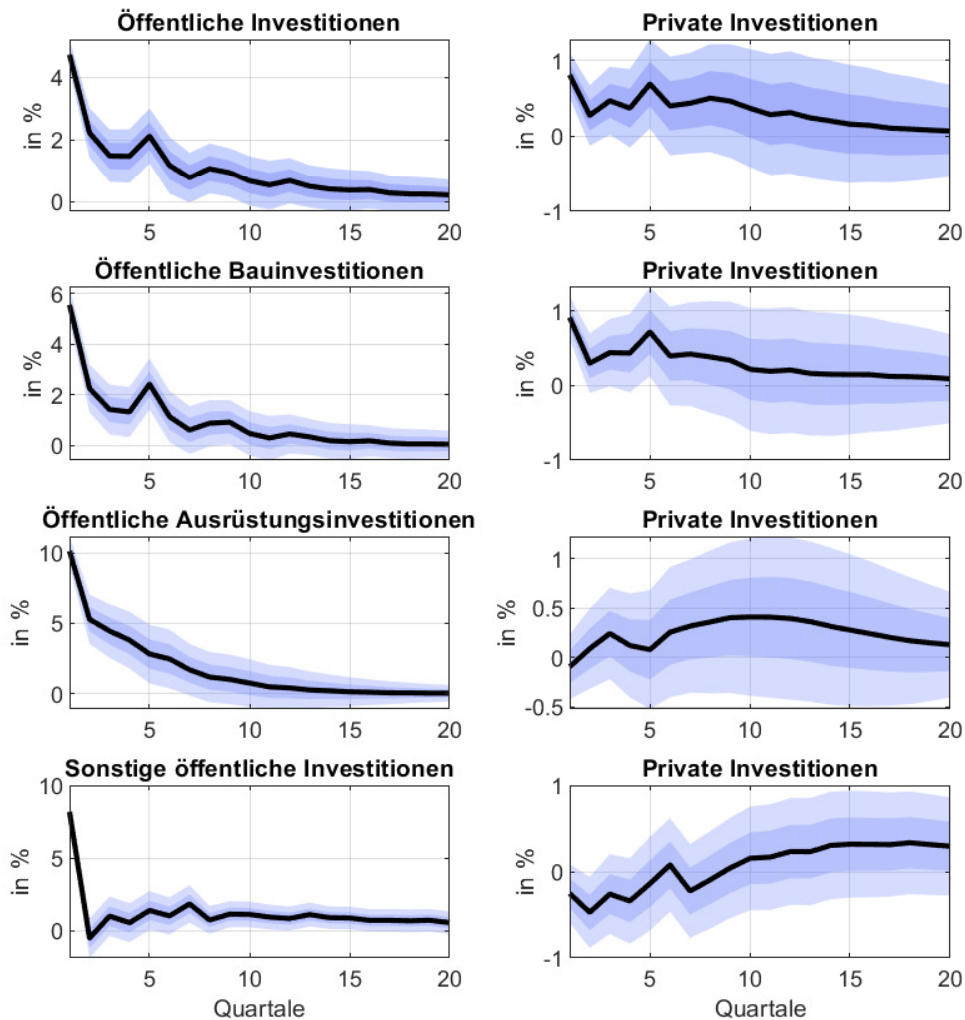 Öffentliche Investitionen
in %
4
2
0
5 10 15 20
Private Investitionen
in %
1
0
-1
5 10 15 20
Öffentliche Bauinvestitionen
in %
6
4
2
0
5 10 15 20
Private Investitionen
in %
1
0
-1
5 10 15 20
Öffentliche Ausrüstungsinvestitionen
in %
10
5
0
5 10 15 20
Private Investitionen
in %
1
0.5
0
-0.5
5 10 15 20
Sonstige öffentliche Investitionen
in %
10
5
0
5 10 15 20
Quartale
Private Investitionen
in %
1
0
-1
5 10 15 20
Quartale